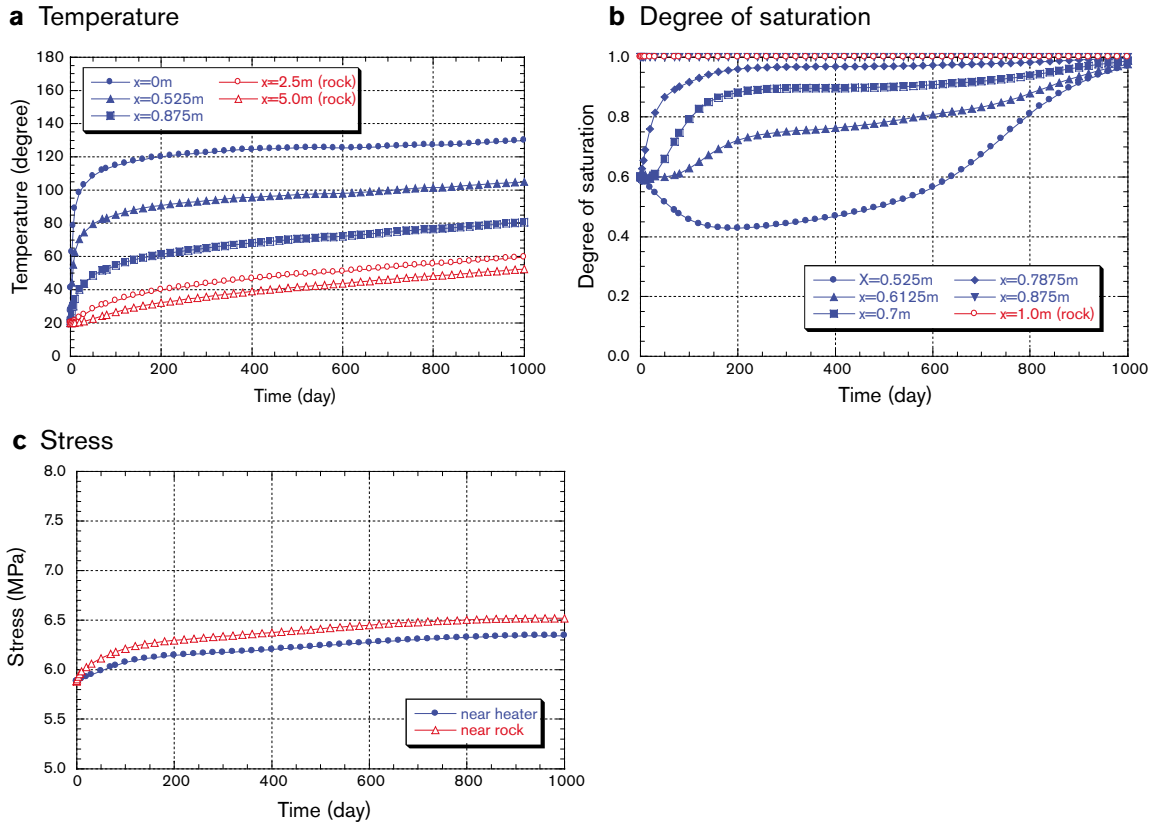 a Temperature
180
160
140
120
100
80
60
40
20
0
x=0m
x=0.525m
x=0.875m
x=2.5m (rock)
x=5.0m (rock)
Temperature (degree)
0 200 400 600 800 1000
Time (day)
b Degree of saturation
1.0
0.8
0.6
0.4
0.2
0.0
Degree of saturation
X=0.525m
x=0.6125m
x=0.7m
x=0.7875m
x=0.875m
x=1.0m (rock)
0 200 400 600 800 1000
Time (day)
c Stress
8.0
7.5
7.0
6.5
6.0
5.5
5.0
Stress (MPa)
near heater
near rock
0 200 400 600 800 1000
Time (day)